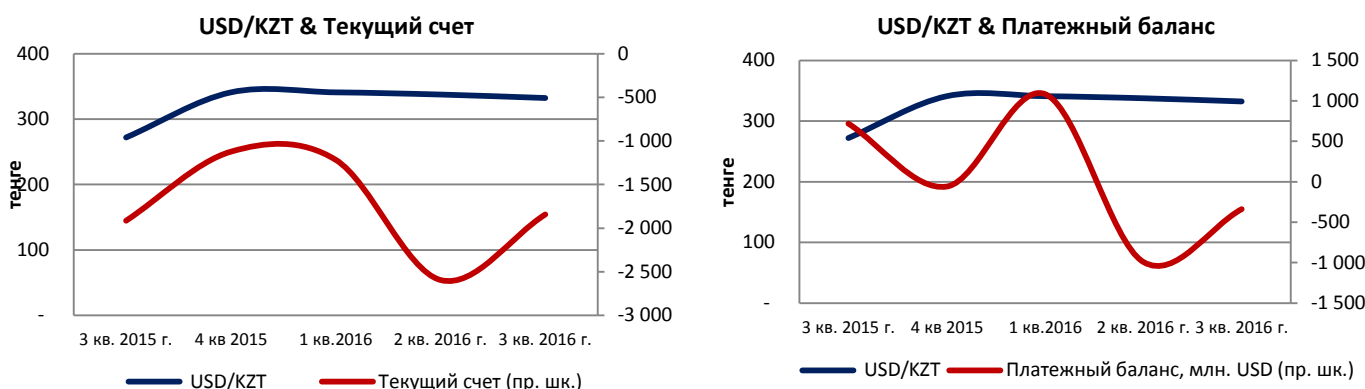 USD/KZT & Текущий счет
400
300
200
100
-
тенге
0
-500
-1 000
-1 500
-2 000
-2 500
-3 000
3 кв. 2015 г.
4 кв 2015
1 кв.2016
2 кв. 2016 г.
3 кв. 2016 г.
USD/KZT
Текущий счет (пр. шк.)
USD/KZT & Платежный баланс
400
300
200
100
-
тенге
1 500
1 000
500
0
-500
-1 000
-1 500
3 кв. 2015 г.
4 кв 2015
1 кв.2016
2 кв. 2016 г.
3 кв. 2016 г.
USD/KZT
Платежный баланс, млн. USD (пр. шк.)